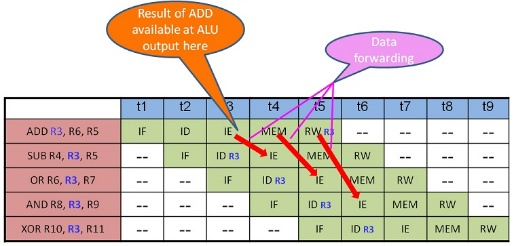 Result of ADD
available at ALU
output here
Data
forwarding
t1 t2 t3 t4 t5 t6 t7 t8 t9
ADD R3, R6, R5 IF ID IE MEM RW R3 -- -- -- --
SUB R4, R3, R5 -- IF ID R3 IE MEM RW -- -- --
OR R6, R3, R7 -- -- IF ID R3 IE MEM RW -- --
AND R8, R3, R9 -- -- -- IF ID R3 IE MEM RW --
XOR R10, R3, R11 -- -- -- -- IF ID R3 IE MEM RW